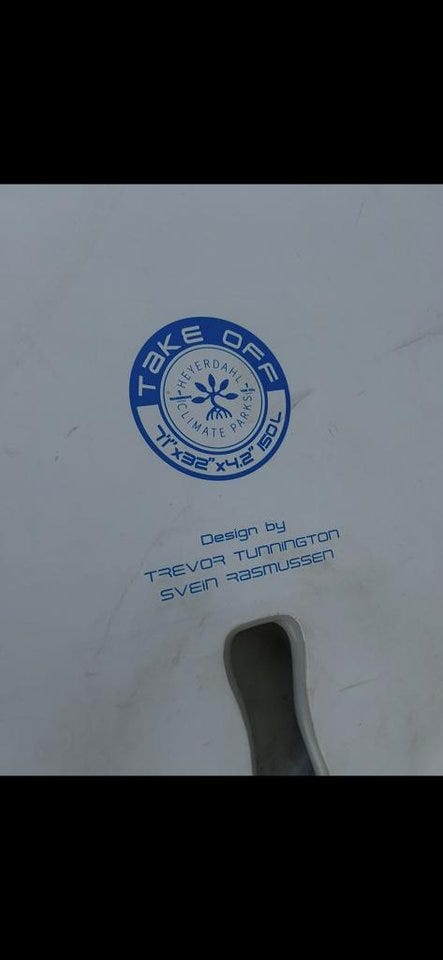 TAKE OFF
HEYERDAHL
CLIMATE PARKS
7'1"x32"x4.2" 150L
Design by
TREVOR TUNNINGTON
SVEIN RASMUSSEN